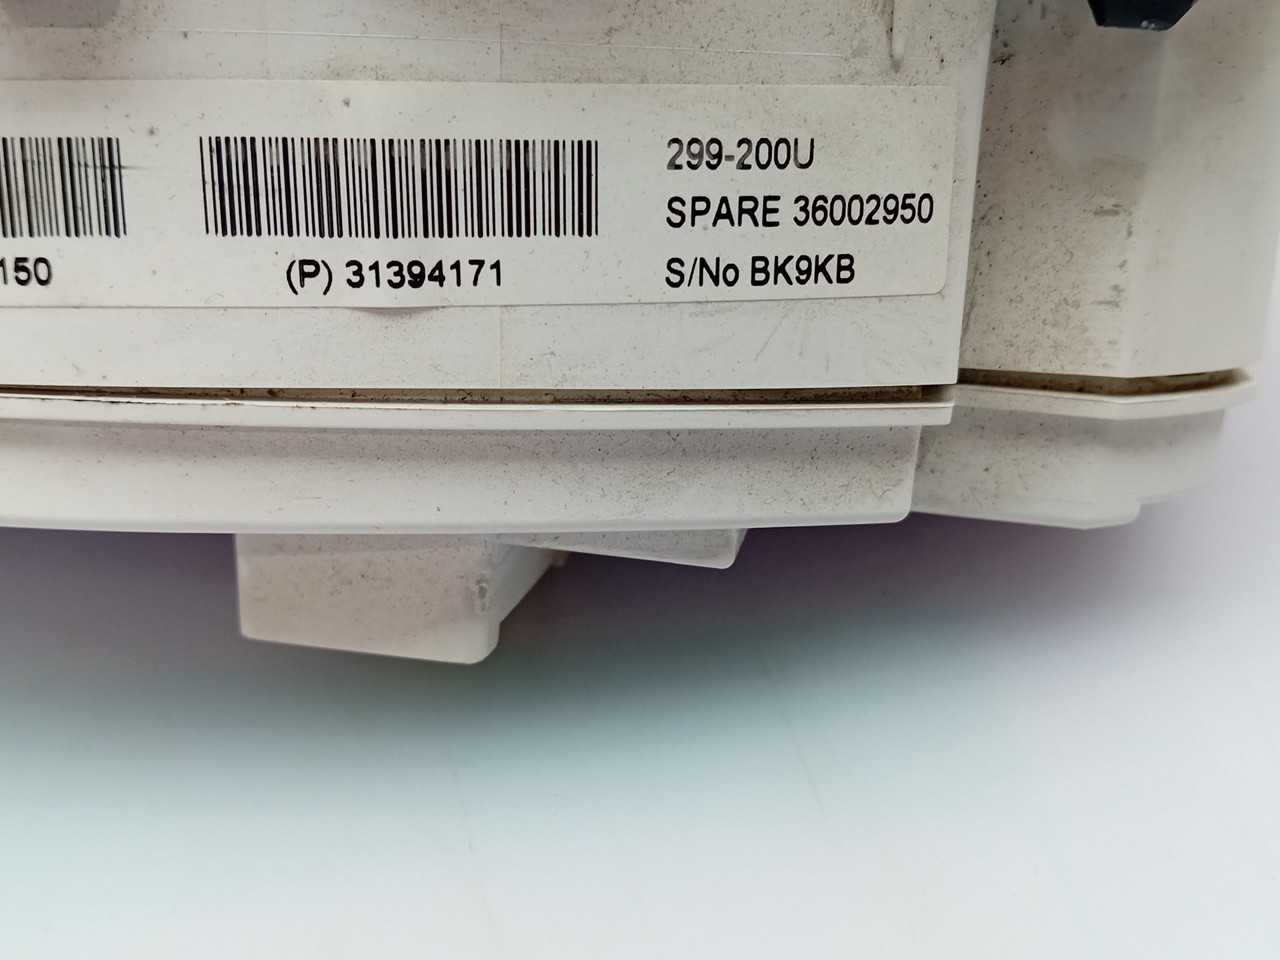 299-200U
SPARE 36002950
150 (P) 31394171 S/No BK9KB